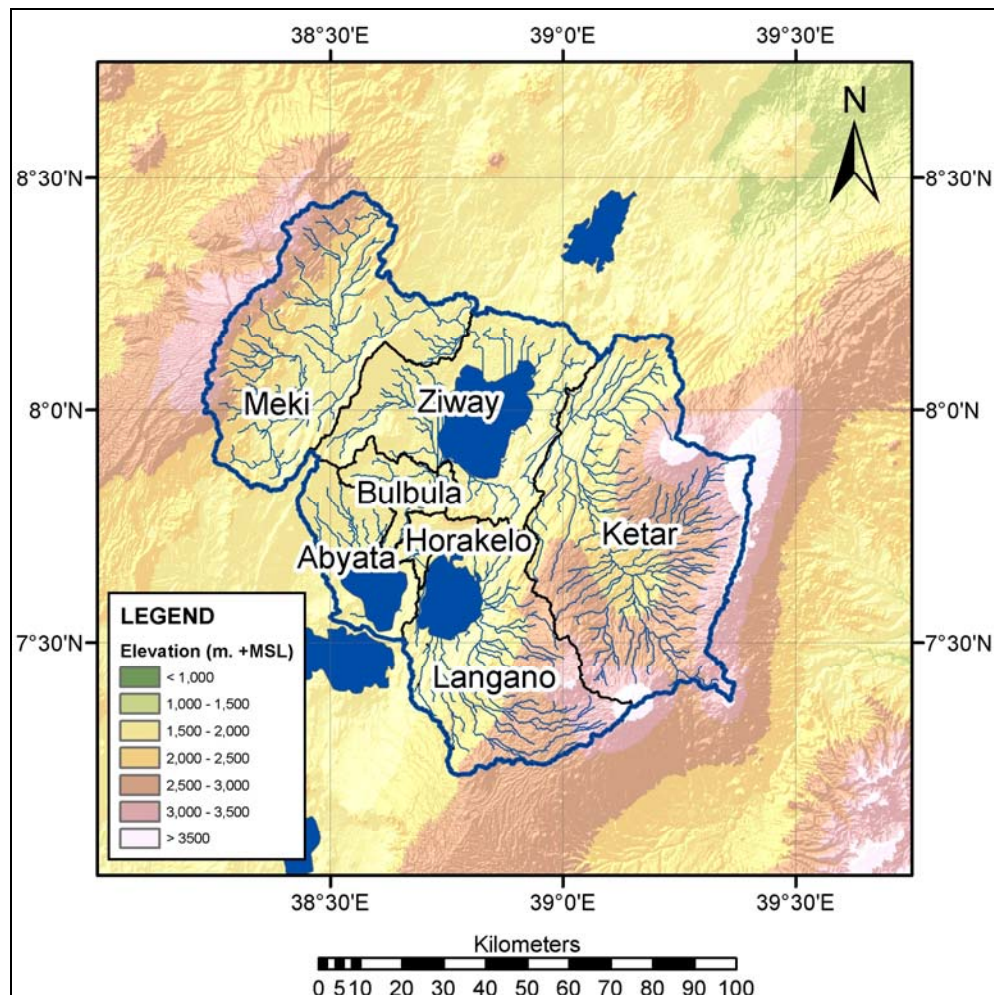 38°30'E 39°0'E 39°30'E
N
8°30'N 8°30'N
Meki
Ziway
8°0'N 8°0'N
Bulbula
Ketar
Horakelo
Abyata
7°30'N 7°30'N
Langano
LEGEND
Elevation (m. +MSL)
< 1,000
1,000 - 1,500
1,500 - 2,000
2,000 - 2,500
2,500 - 3,000
3,000 - 3,500
> 3500
38°30'E 39°0'E 39°30'E
Kilometers
0 5 10 20 30 40 50 60 70 80 90 100